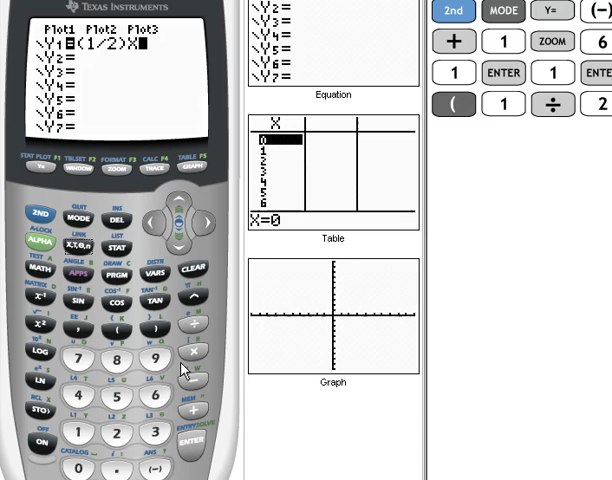 TEXAS INSTRUMENTS
Plot1 Plot2 Plot3
\Y1=(1/2)X
\Y2=
\Y3=
\Y4=
\Y5=
\Y6=
\Y7=
STAT PLOT F1 TBLSET F2 FORMAT F3 CALC F4 TABLE F5
Y= WINDOW ZOOM TRACE GRAPH
QUIT INS
2ND MODE DEL
A-LOCK LINK LIST
ALPHA X,T,Θ,n STAT
TEST A ANGLE B DRAW C DISTR
MATH APPS PRGM VARS CLEAR
MATRIX D SIN⁻¹ E COS⁻¹ F TAN⁻¹ G π H
x⁻¹ SIN COS TAN ^
√ I EE J { K } L e M
x² , ( ) ÷
10ˣ N u O v P w Q [ R
LOG 7 8 9 ×
eˣ S L4 T L5 U L6 V ] W
LN 4 5 6 −
RCL X L1 Y L2 Z L3 θ MEM "
STO› 1 2 3 +
OFF CATALOG ⎵ i : ANS ? ENTRY SOLVE
ON 0 . (−) ENTER
\Y2=
\Y3=
\Y4=
\Y5=
\Y6=
\Y7=
Equation
X
0
1
2
3
4
5
6
X=0
Table
Graph
2nd MODE Y= (−)
+ 1 ZOOM 6
1 ENTER 1 ENTE
( 1 ÷ 2